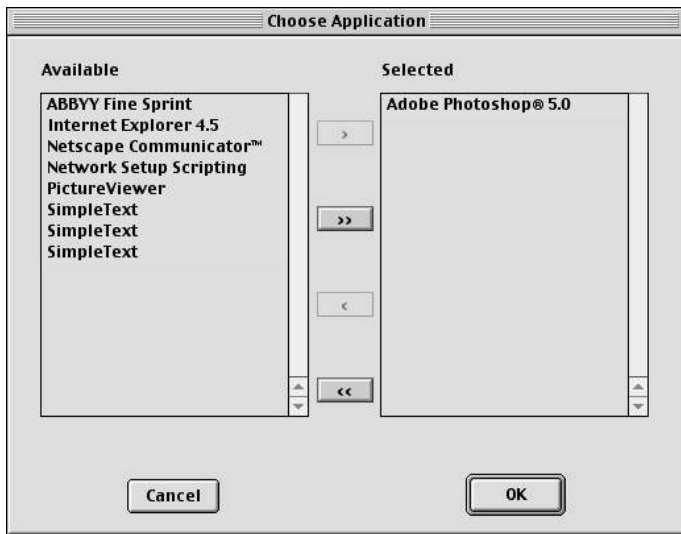 Choose Application
Available
Selected
ABBYY Fine Sprint
Internet Explorer 4.5
Netscape Communicator™
Network Setup Scripting
PictureViewer
SimpleText
SimpleText
SimpleText
Adobe Photoshop® 5.0
>
>>
<
<<
Cancel
OK